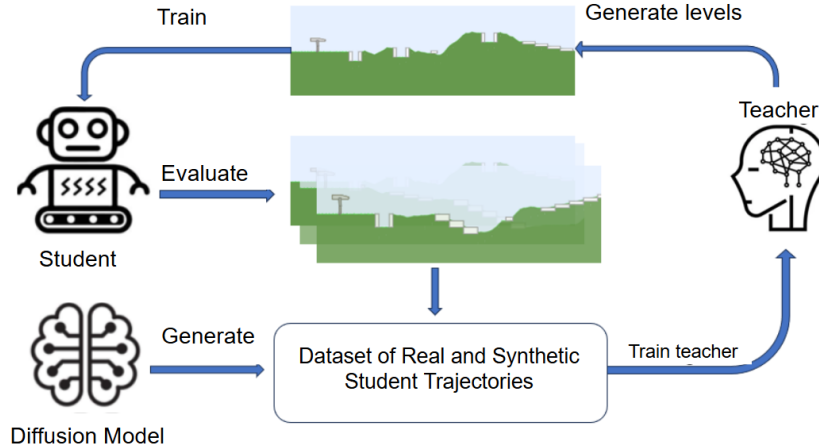 Train
Generate levels
Teacher
Evaluate
Student
Generate
Dataset of Real and Synthetic
Student Trajectories
Train teacher
Diffusion Model